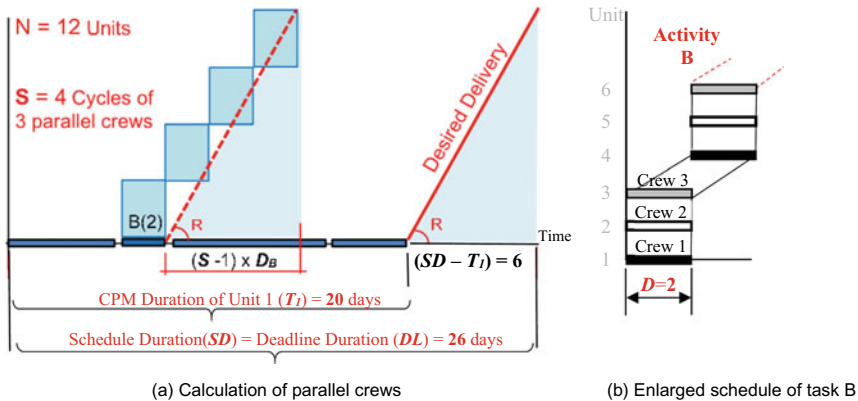 N = 12 Units
S = 4 Cycles of
3 parallel crews
B(2)
R
(S -1) x D_B
Desired Delivery
R
Time
(SD – T₁) = 6
CPM Duration of Unit 1 (T₁) = 20 days
Schedule Duration(SD) = Deadline Duration (DL) = 26 days
(a) Calculation of parallel crews
Unit
Activity
B
6
5
4
3
Crew 3
2
Crew 2
1
Crew 1
D=2
(b) Enlarged schedule of task B